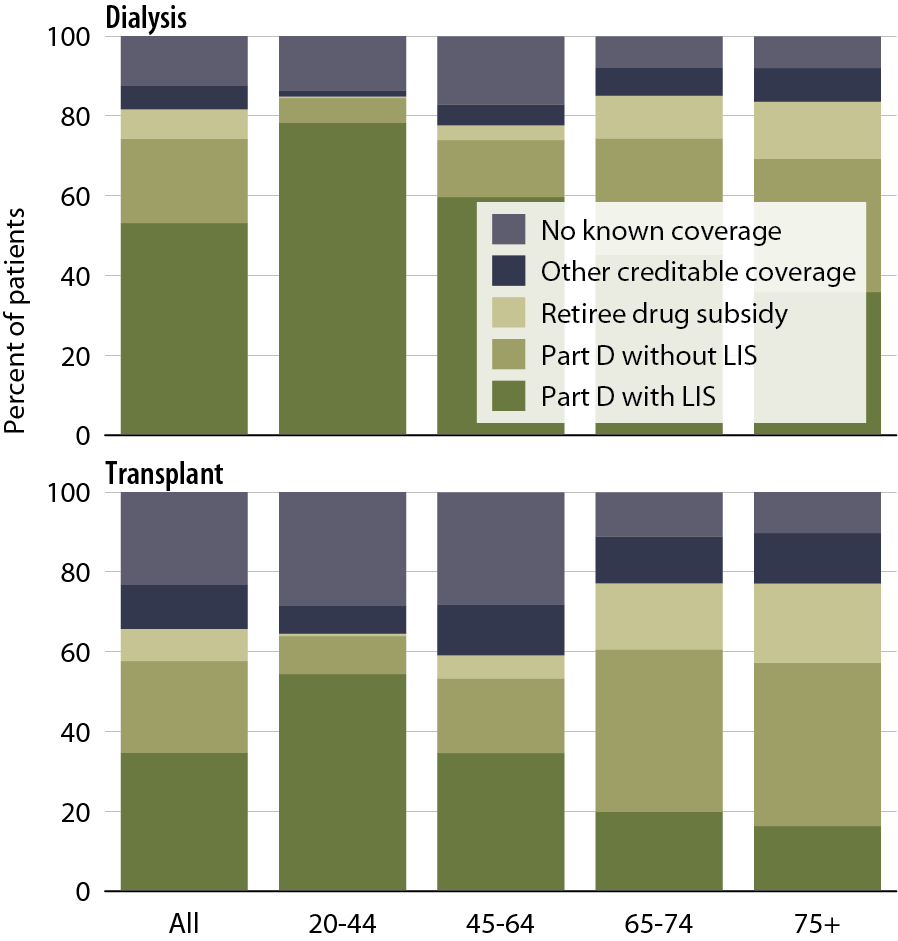 Dialysis
100
80
60
40
20
0
Percent of patients
No known coverage
Other creditable coverage
Retiree drug subsidy
Part D without LIS
Part D with LIS
Transplant
100
80
60
40
20
0
All 20-44 45-64 65-74 75+